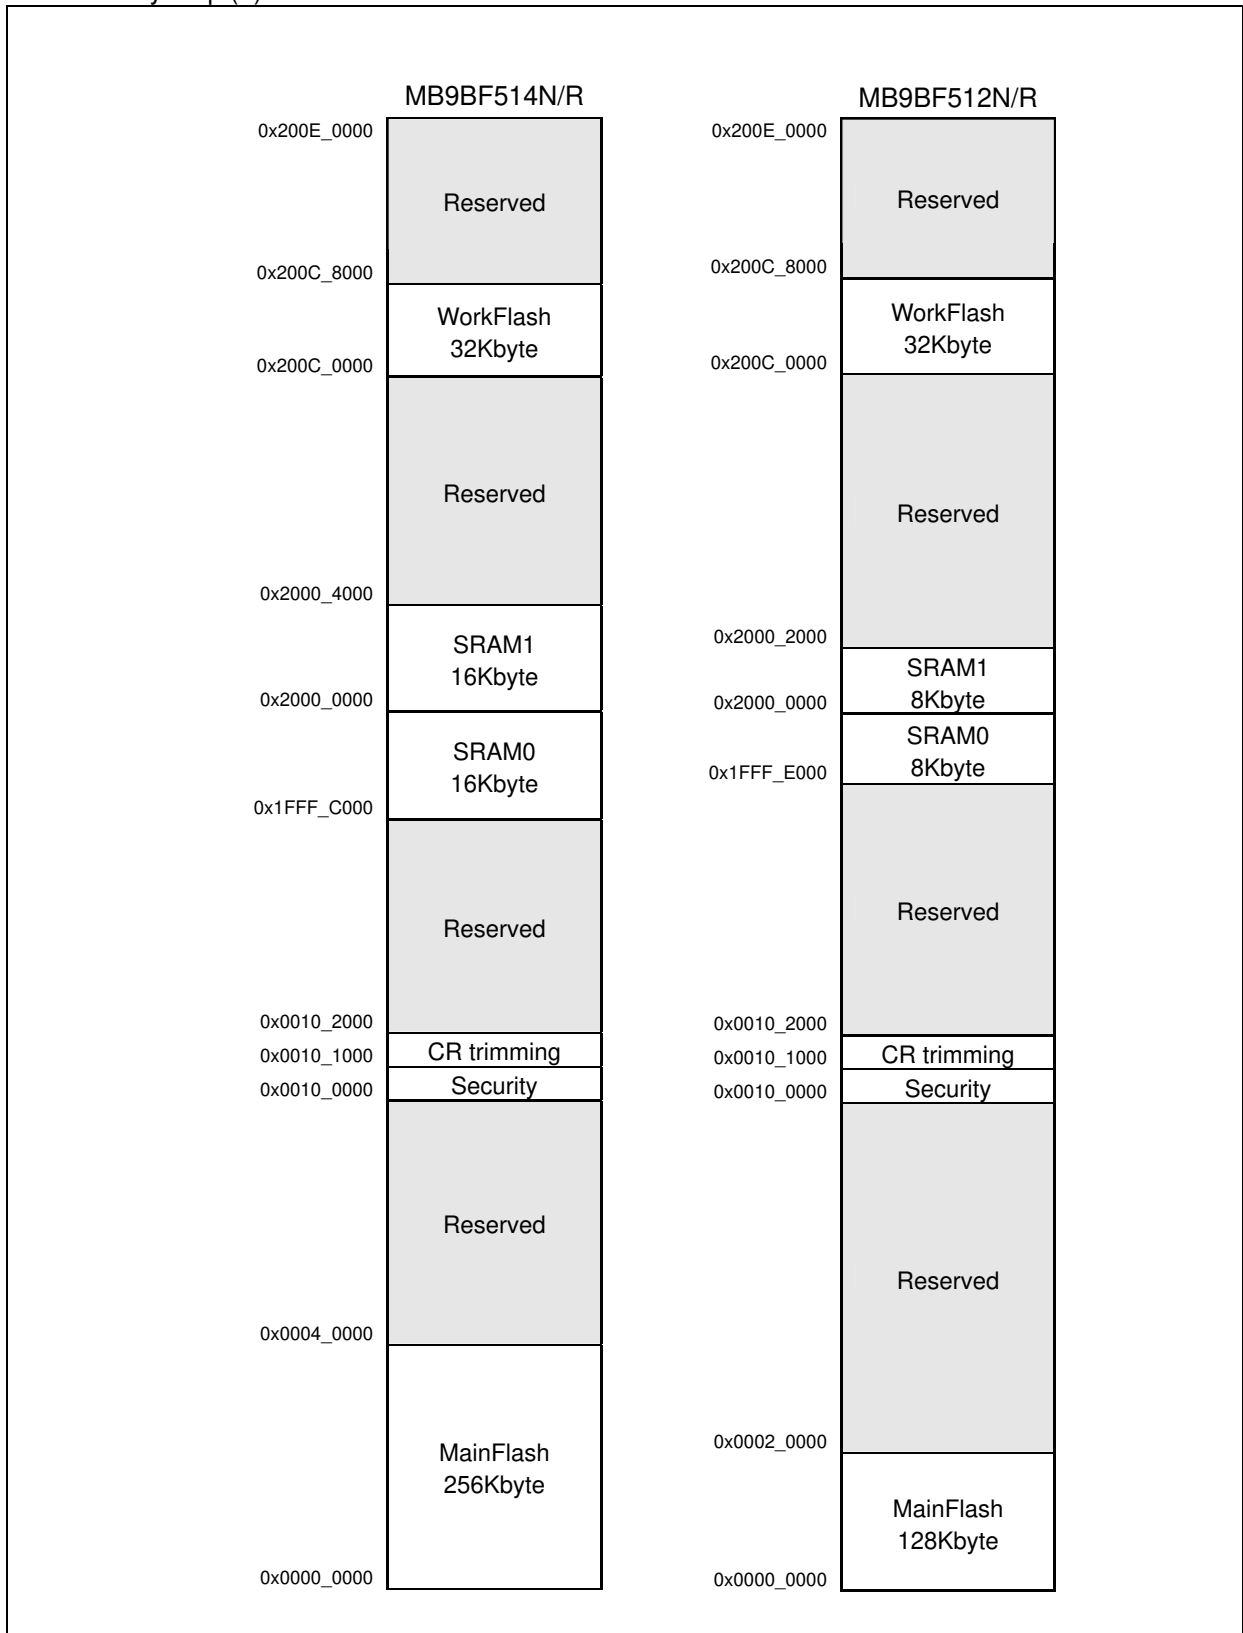 MB9BF514N/R
0x200E_0000
Reserved
0x200C_8000
WorkFlash
32Kbyte
0x200C_0000
Reserved
0x2000_4000
SRAM1
16Kbyte
0x2000_0000
SRAM0
16Kbyte
0x1FFF_C000
Reserved
0x0010_2000
CR trimming
0x0010_1000
Security
0x0010_0000
Reserved
0x0004_0000
MainFlash
256Kbyte
0x0000_0000
MB9BF512N/R
0x200E_0000
Reserved
0x200C_8000
WorkFlash
32Kbyte
0x200C_0000
Reserved
0x2000_2000
SRAM1
8Kbyte
0x2000_0000
SRAM0
8Kbyte
0x1FFF_E000
Reserved
0x0010_2000
CR trimming
0x0010_1000
Security
0x0010_0000
Reserved
0x0002_0000
MainFlash
128Kbyte
0x0000_0000